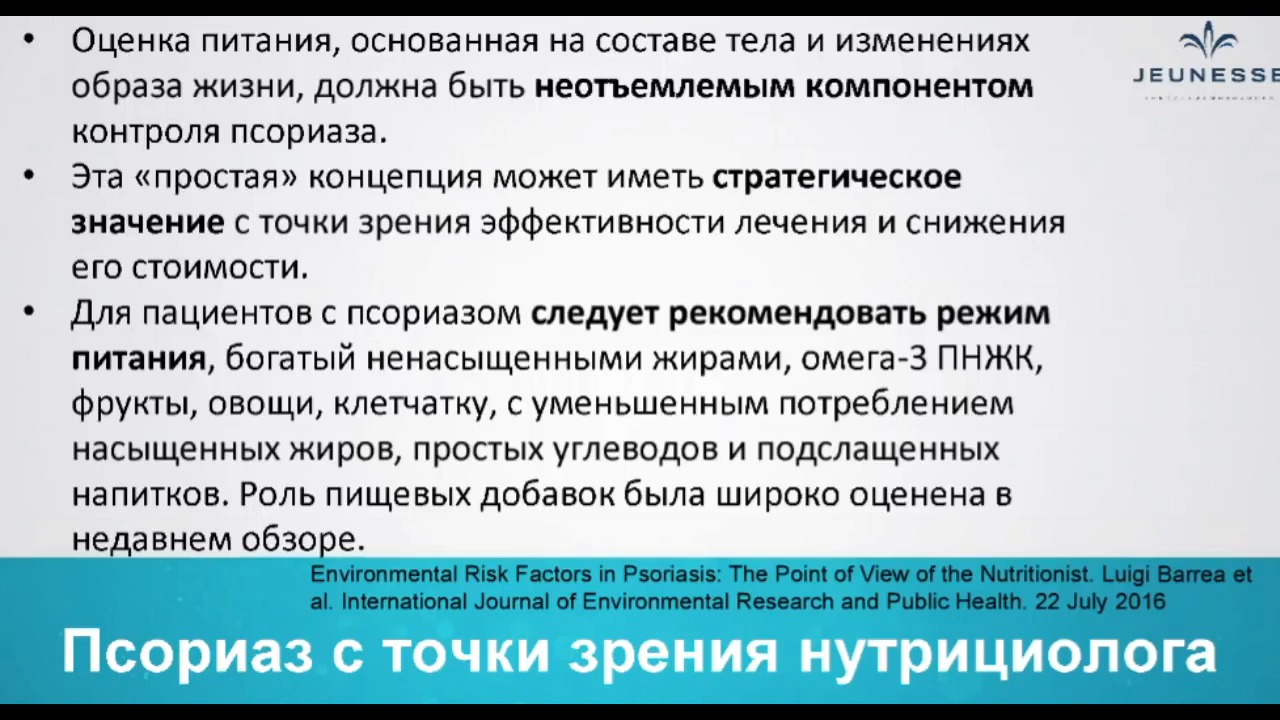 • Оценка питания, основанная на составе тела и изменениях
образа жизни, должна быть неотъемлемым компонентом
контроля псориаза.
• Эта «простая» концепция может иметь стратегическое
значение с точки зрения эффективности лечения и снижения
его стоимости.
• Для пациентов с псориазом следует рекомендовать режим
питания, богатый ненасыщенными жирами, омега-3 ПНЖК,
фрукты, овощи, клетчатку, с уменьшенным потреблением
насыщенных жиров, простых углеводов и подслащенных
напитков. Роль пищевых добавок была широко оценена в
недавнем обзоре.
JEUNESSE
Environmental Risk Factors in Psoriasis: The Point of View of the Nutritionist. Luigi Barrea et
al. International Journal of Environmental Research and Public Health. 22 July 2016
Псориаз с точки зрения нутрициолога